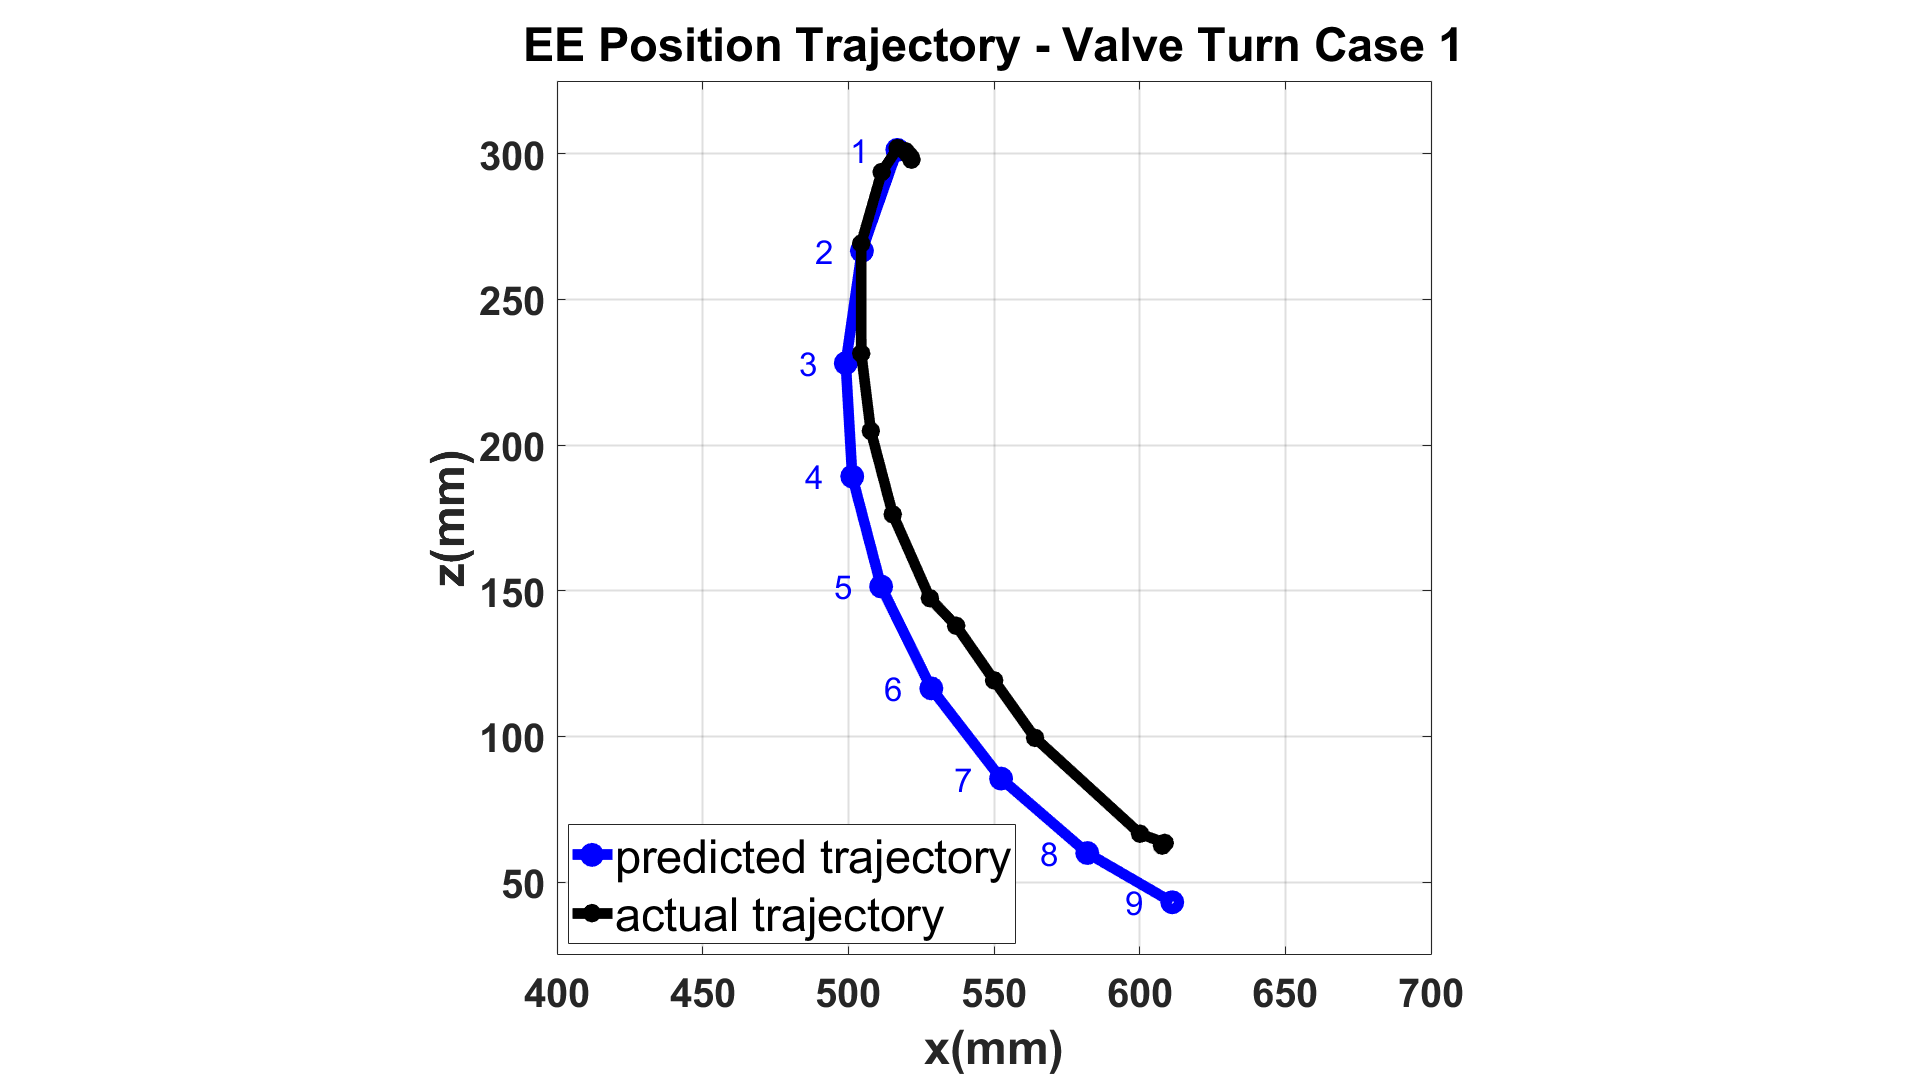 EE Position Trajectory - Valve Turn Case 1
300
250
200
150
100
50
z(mm)
1
2
3
4
5
6
7
8
9
predicted trajectory
actual trajectory
400 450 500 550 600 650 700
x(mm)